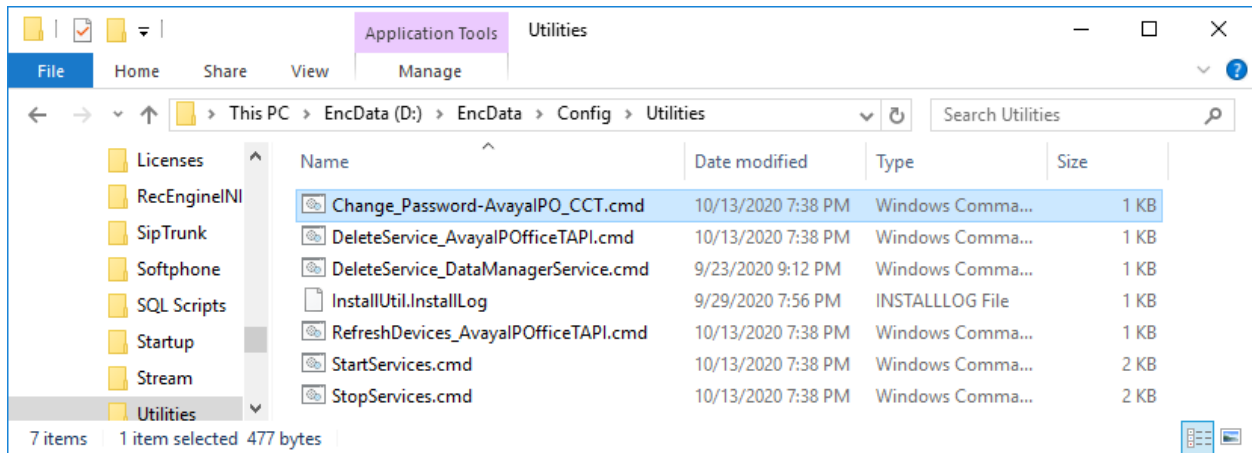 Application Tools Utilities
File Home Share View Manage
This PC > EncData (D:) > EncData > Config > Utilities Search Utilities
Name Date modified Type Size
Licenses
RecEngineINI
SipTrunk
Softphone
SQL Scripts
Startup
Stream
Utilities
Change_Password-AvayaIPO_CCT.cmd 10/13/2020 7:38 PM Windows Comma... 1 KB
DeleteService_AvayaIPOfficeTAPI.cmd 10/13/2020 7:38 PM Windows Comma... 1 KB
DeleteService_DataManagerService.cmd 9/23/2020 9:12 PM Windows Comma... 1 KB
InstallUtil.InstallLog 9/29/2020 7:56 PM INSTALLLOG File 1 KB
RefreshDevices_AvayaIPOfficeTAPI.cmd 10/13/2020 7:38 PM Windows Comma... 1 KB
StartServices.cmd 10/13/2020 7:38 PM Windows Comma... 2 KB
StopServices.cmd 10/13/2020 7:38 PM Windows Comma... 2 KB
7 items 1 item selected 477 bytes